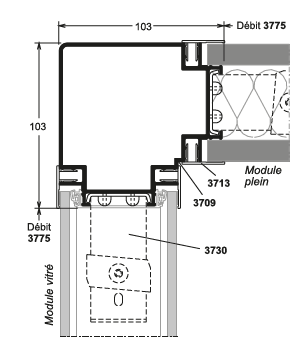 103
Débit 3775
103
Module
plein
3713
3709
Débit
3775
3730
Module vitré